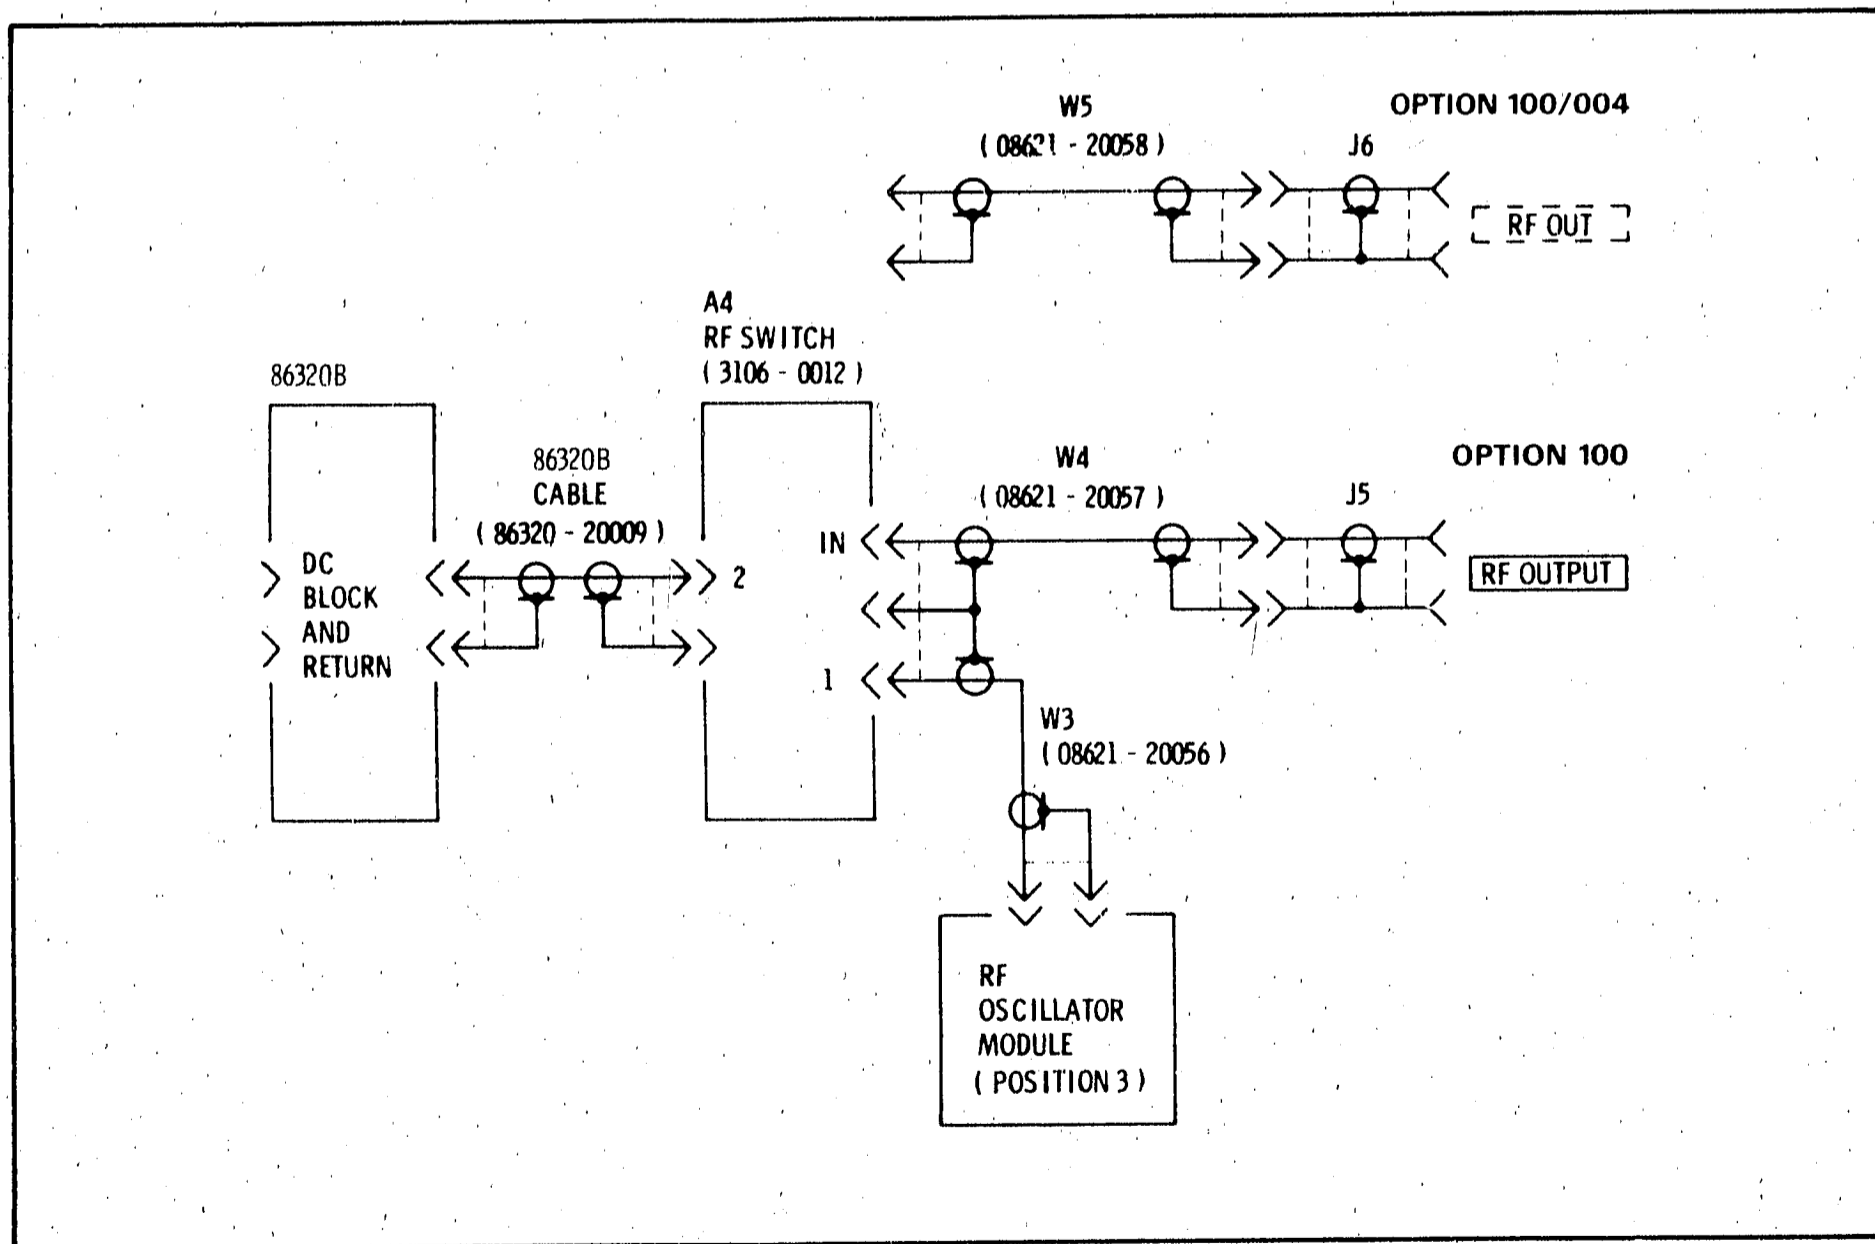 W5
( 08621 - 20058 )
OPTION 100/004
J6
RF OUT
A4
RF SWITCH
( 3106 - 0012 )
86320B
86320B
CABLE
( 86320 - 20009 )
W4
( 08621 - 20057 )
OPTION 100
J5
DC
BLOCK
AND
RETURN
2
IN
1
RF OUTPUT
W3
( 08621 - 20056 )
RF
OSCILLATOR
MODULE
( POSITION 3 )